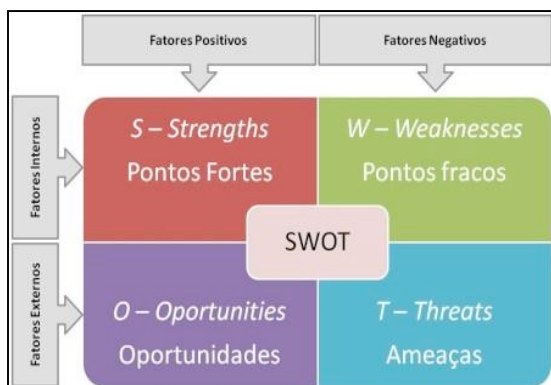 Fatores Positivos
Fatores Negativos
Fatores Internos
S – Strengths
Pontos Fortes
W – Weaknesses
Pontos fracos
SWOT
Fatores Externos
O – Oportunities
Oportunidades
T – Threats
Ameaças